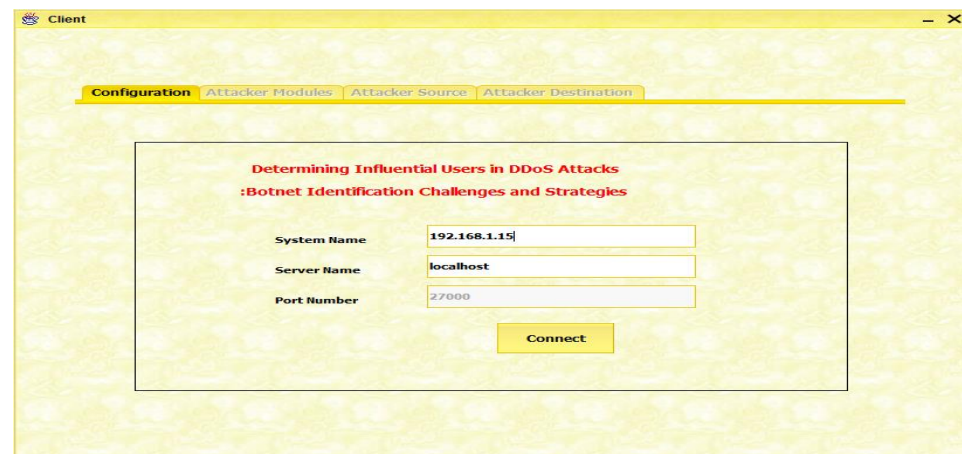 Client
Configuration Attacker Modules Attacker Source Attacker Destination
Determining Influential Users in DDoS Attacks
:Botnet Identification Challenges and Strategies
System Name 192.168.1.15
Server Name localhost
Port Number 27000
Connect